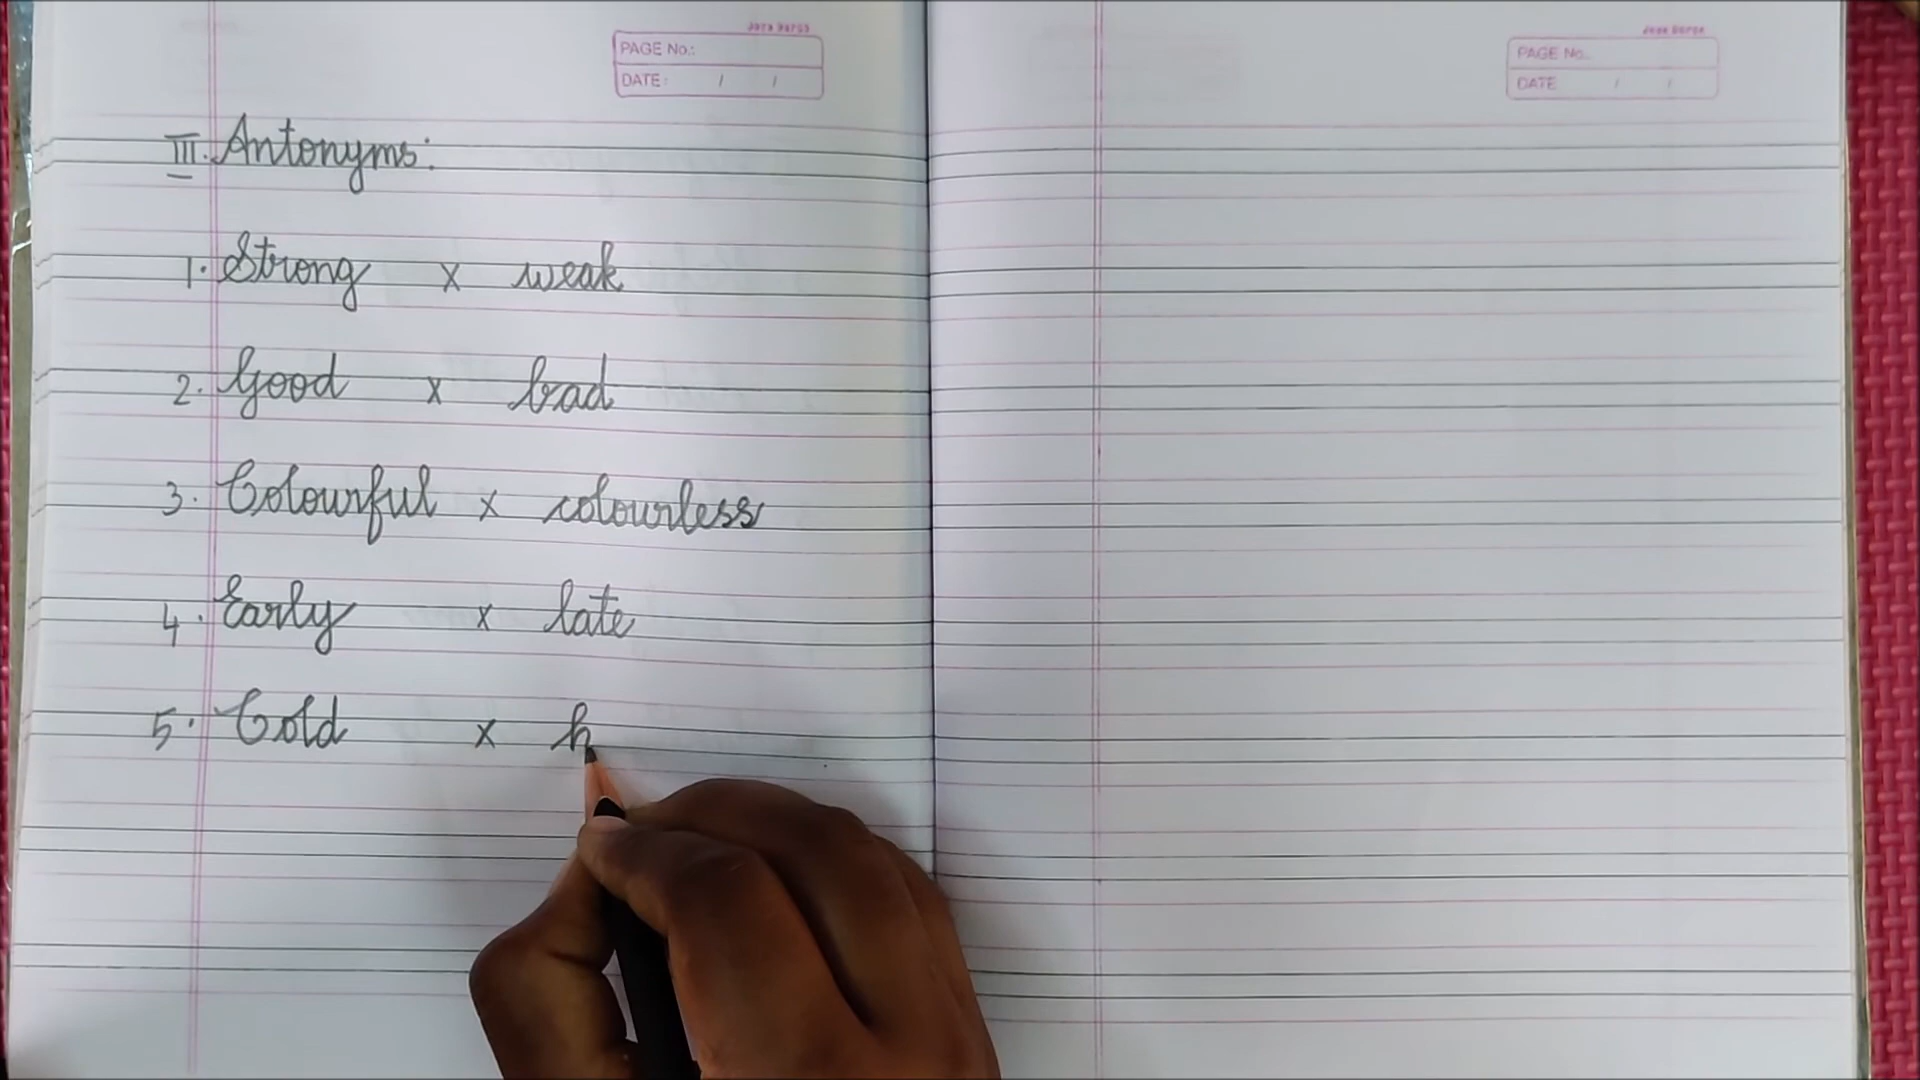 PAGE No.:
DATE: / /
PAGE No.
DATE / /
III. Antonyms:
1. Strong x weak
2. Good x bad
3. Colourful x colourless
4. Early x late
5. Cold x h